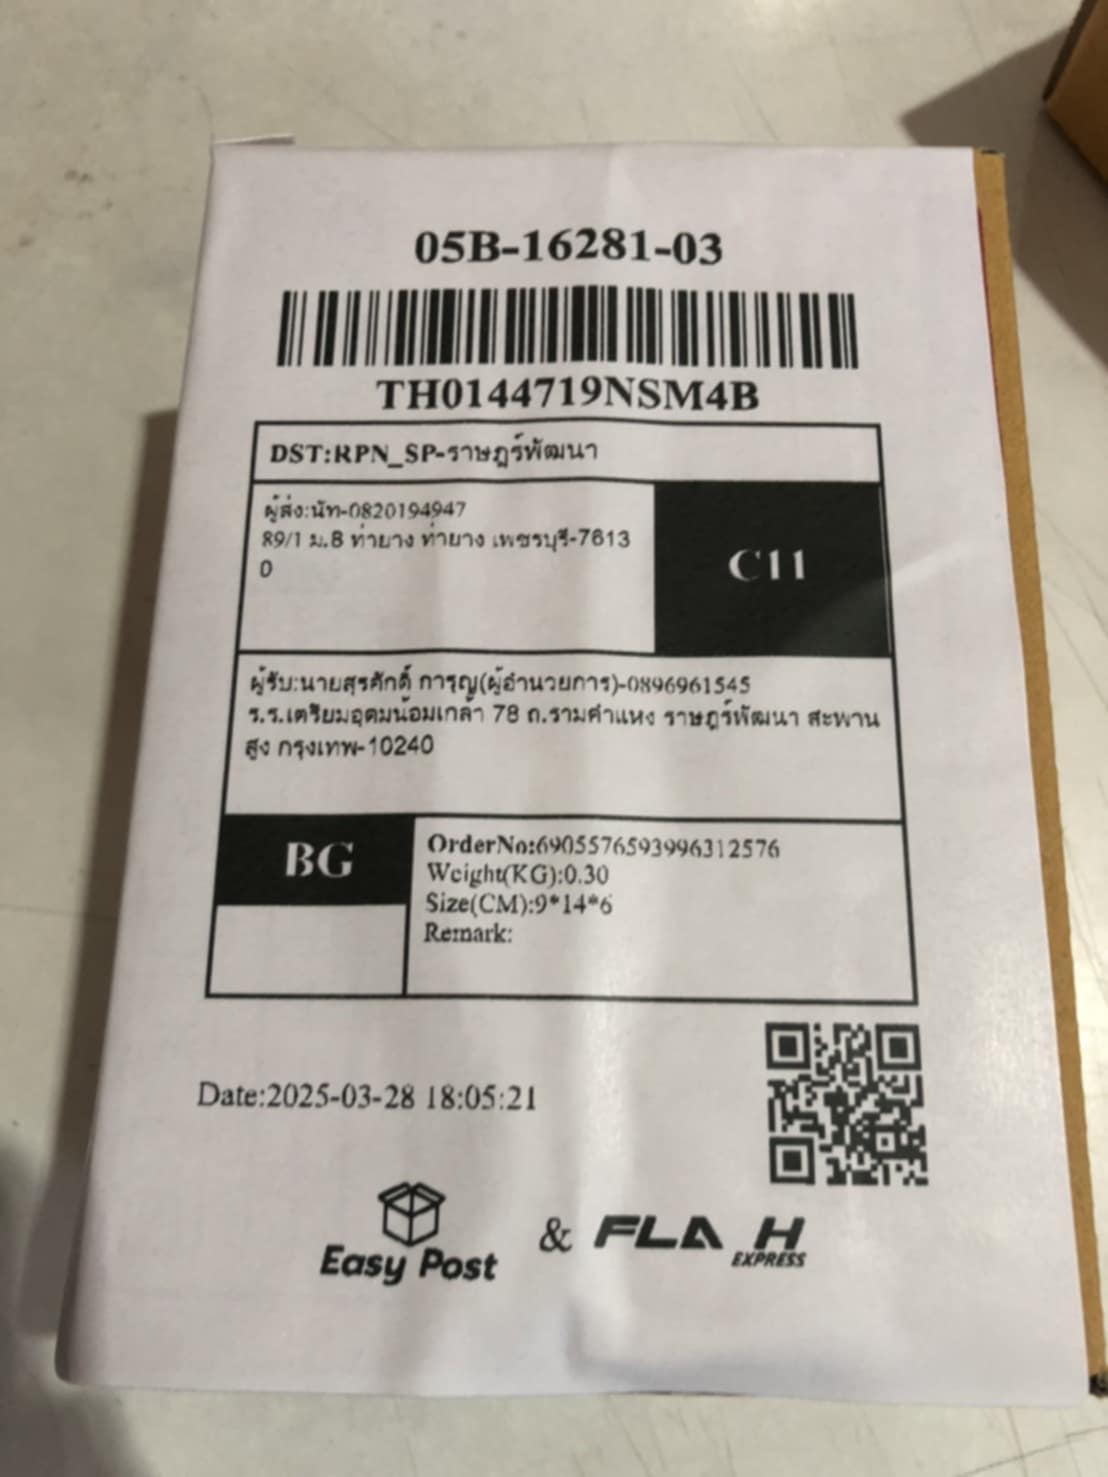 05B-16281-03
TH0144719NSM4B
DST:RPN_SP-ราษฎร์พัฒนา
ผู้ส่ง:นัท-0820194947
89/1 ม.8 ท่ายาง ท่ายาง เพชรบุรี-7613
0
C11
ผู้รับ:นายสุรศักดิ์ การุญ(ผู้อำนวยการ)-0896961545
ร.ร.เตรียมอุดมน้อมเกล้า 78 ถ.รามคำแหง ราษฎร์พัฒนา สะพาน
สูง กรุงเทพ-10240
BG
OrderNo:6905576593996312576
Weight(KG):0.30
Size(CM):9*14*6
Remark:
Date:2025-03-28 18:05:21
Easy Post & FLA H
EXPRESS